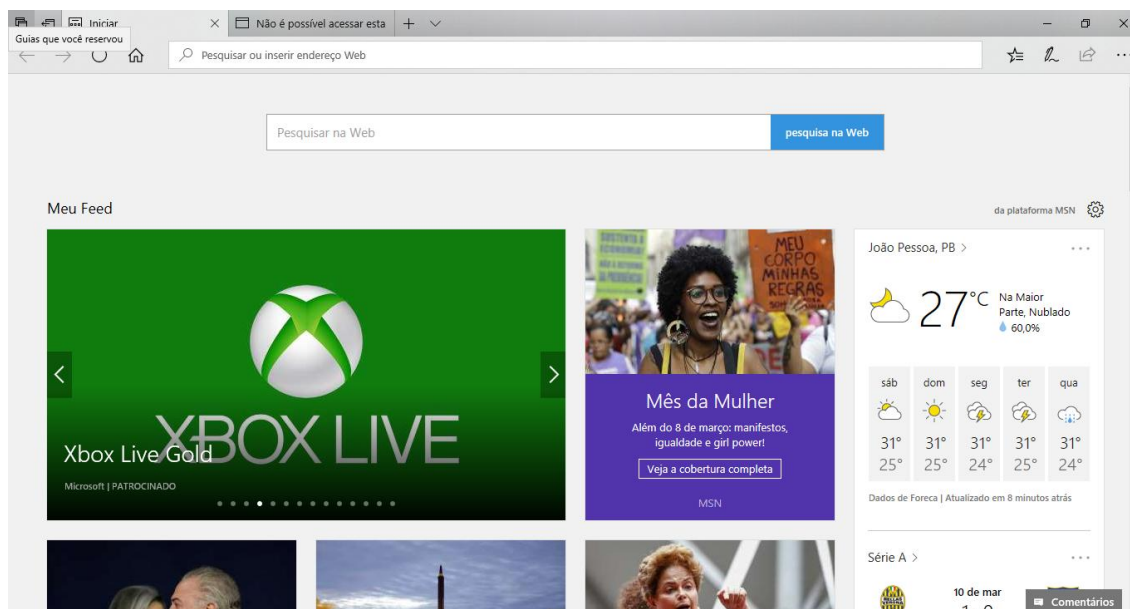 Iniciar
Não é possível acessar esta
Guias que você reservou
Pesquisar ou inserir endereço Web
Pesquisar na Web
pesquisa na Web
Meu Feed
da plataforma MSN
XBOX LIVE
Xbox Live Gold
Microsoft | PATROCINADO
MEU
CORPO
MINHAS
REGRAS
Mês da Mulher
Além do 8 de março: manifestos,
igualdade e girl power!
Veja a cobertura completa
MSN
João Pessoa, PB >
27°C
Na Maior
Parte, Nublado
60,0%
sáb dom seg ter qua
31° 31° 31° 31° 31°
25° 25° 24° 25° 24°
Dados de Foreca | Atualizado em 8 minutos atrás
Série A >
10 de mar
Comentários